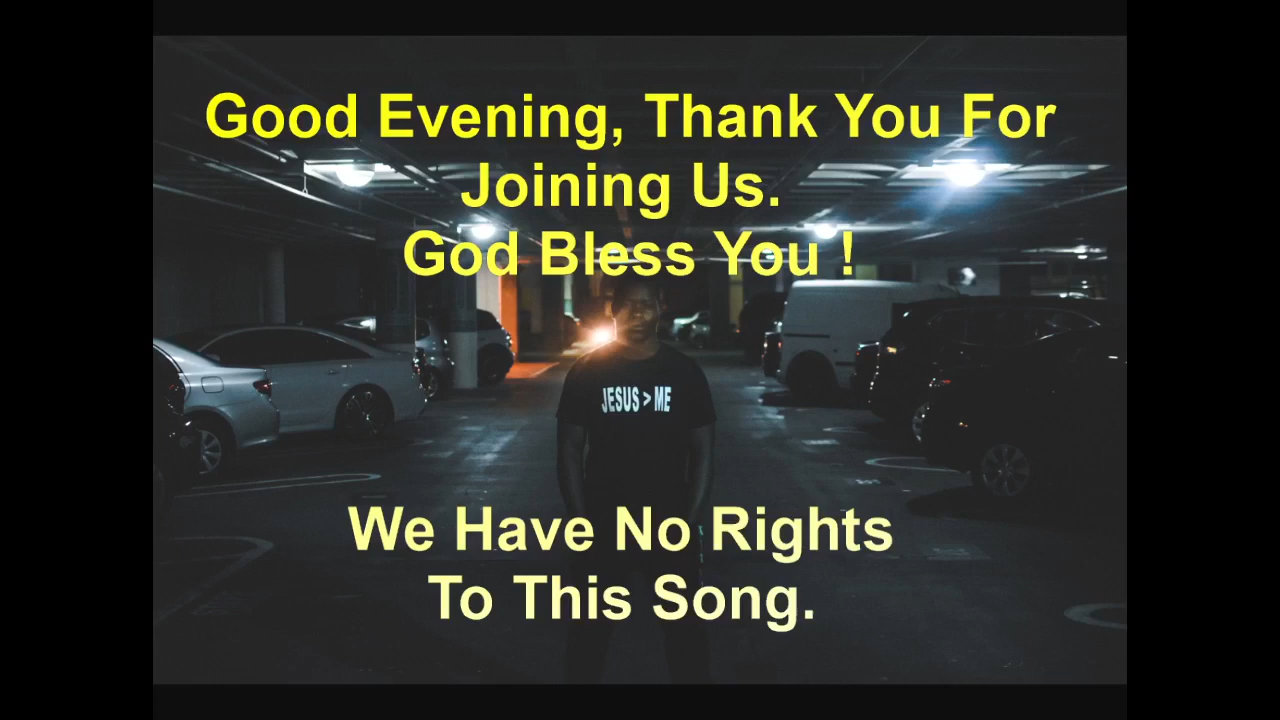 Good Evening, Thank You For
Joining Us.
God Bless You !
JESUS > ME
We Have No Rights
To This Song.